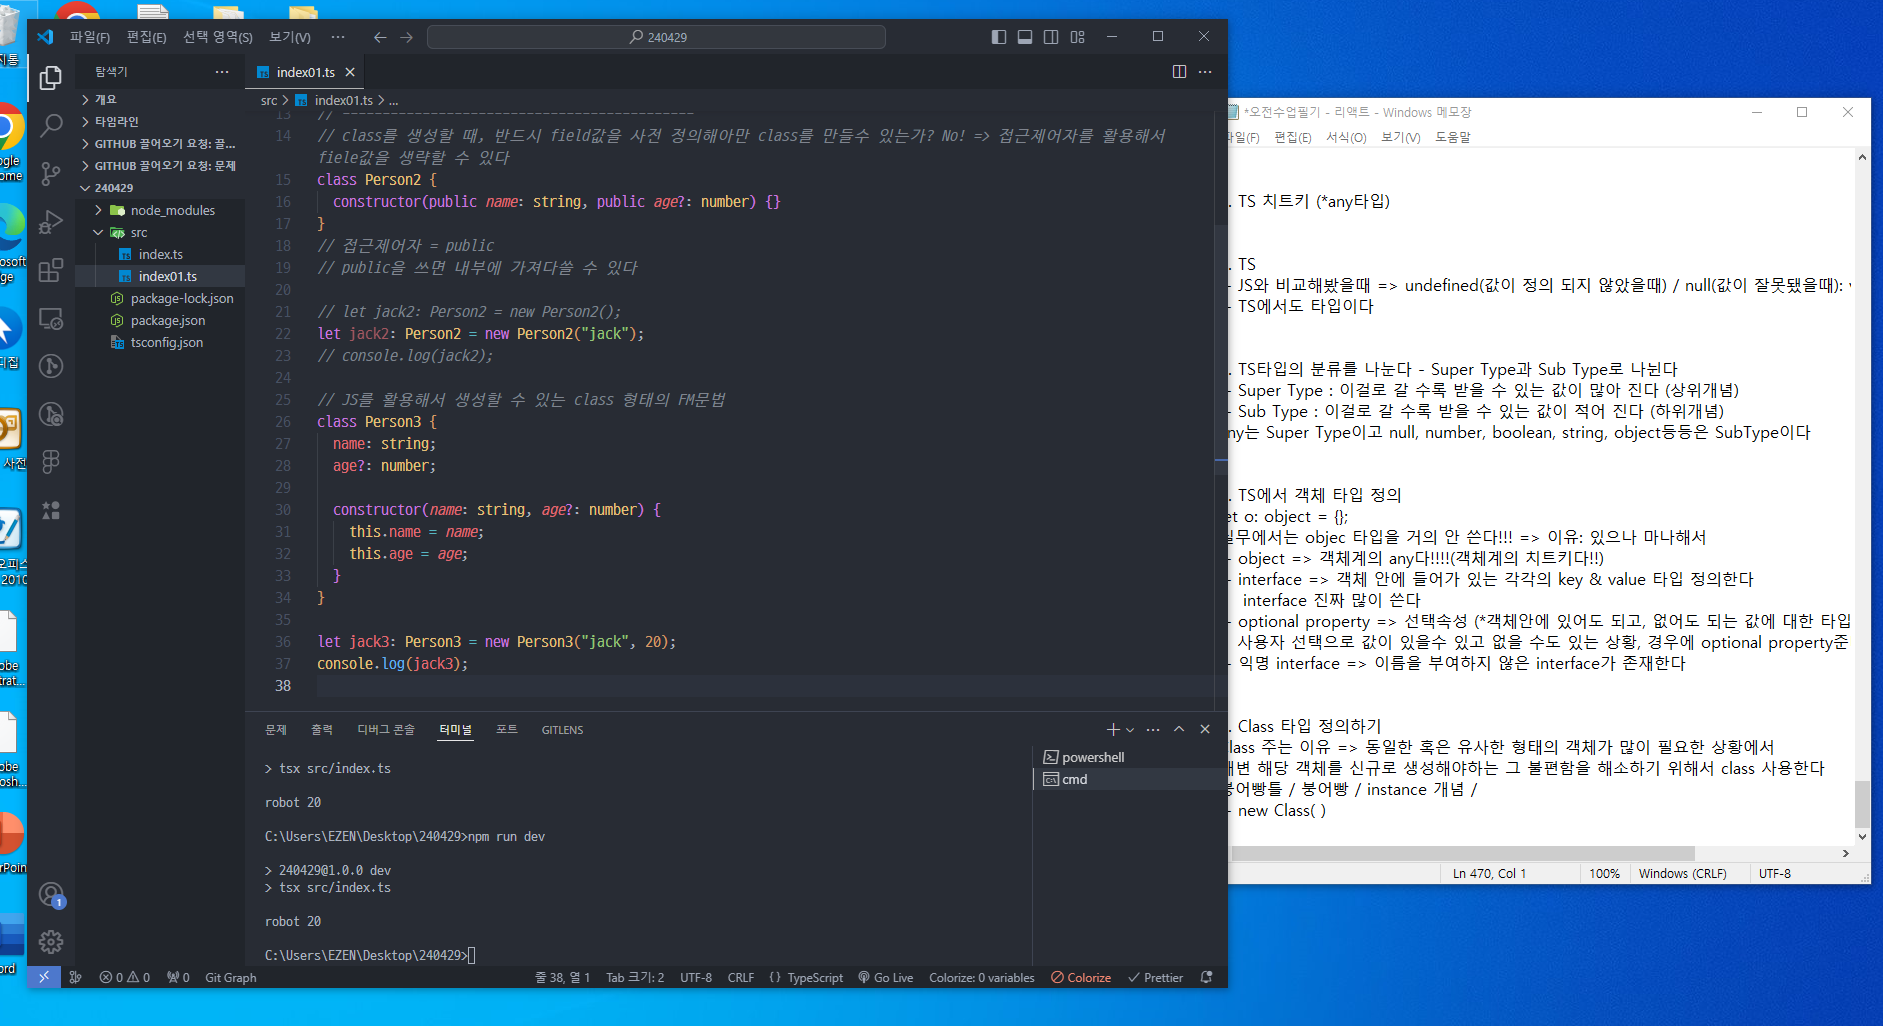 파일(F) 편집(E) 선택 영역(S) 보기(V) ··· 240429
탐색기 ···
개요
타임라인
GITHUB 끌어오기 요청: 끌...
GITHUB 끌어오기 요청: 문제
240429
node_modules
src
index.ts
index01.ts
package-lock.json
package.json
tsconfig.json
index01.ts
src > index01.ts > ...
13 // --------------------------------------------
14 // class를 생성할 때, 반드시 field값을 사전 정의해야만 class를 만들수 있는가? No! => 접근제어자를 활용해서
fiele값을 생략할 수 있다
15 class Person2 {
16 constructor(public name: string, public age?: number) {}
17 }
18 // 접근제어자 = public
19 // public을 쓰면 내부에 가져다쓸 수 있다
20
21 // let jack2: Person2 = new Person2();
22 let jack2: Person2 = new Person2("jack");
23 // console.log(jack2);
24
25 // JS를 활용해서 생성할 수 있는 class 형태의 FM문법
26 class Person3 {
27 name: string;
28 age?: number;
29
30 constructor(name: string, age?: number) {
31 this.name = name;
32 this.age = age;
33 }
34 }
35
36 let jack3: Person3 = new Person3("jack", 20);
37 console.log(jack3);
38
문제 출력 디버그 콘솔 터미널 포트 GITLENS
> tsx src/index.ts
robot 20
C:\Users\EZEN\Desktop\240429>npm run dev
> 240429@1.0.0 dev
> tsx src/index.ts
robot 20
C:\Users\EZEN\Desktop\240429>
powershell
cmd
1
0 0 0 Git Graph 줄 38, 열 1 Tab 크기: 2 UTF-8 CRLF {} TypeScript Go Live Colorize: 0 variables Colorize Prettier
*오전수업필기 - 리액트 - Windows 메모장
파일(F) 편집(E) 서식(O) 보기(V) 도움말
. TS 치트키 (*any타입)
. TS
- JS와 비교해봤을때 => undefined(값이 정의 되지 않았을때) / null(값이 잘못됐을때):
- TS에서도 타입이다
. TS타입의 분류를 나눈다 - Super Type과 Sub Type로 나뉜다
- Super Type : 이걸로 갈 수록 받을 수 있는 값이 많아 진다 (상위개념)
- Sub Type : 이걸로 갈 수록 받을 수 있는 값이 적어 진다 (하위개념)
ny는 Super Type이고 null, number, boolean, string, object등등은 SubType이다
. TS에서 객체 타입 정의
et o: object = {};
실무에서는 objec 타입을 거의 안 쓴다!!! => 이유: 있으나 마나해서
- object => 객체계의 any다!!!!(객체계의 치트키다!!)
- interface => 객체 안에 들어가 있는 각각의 key & value 타입 정의한다
interface 진짜 많이 쓴다
- optional property => 선택속성 (*객체안에 있어도 되고, 없어도 되는 값에 대한 타입
사용자 선택으로 값이 있을수 있고 없을 수도 있는 상황, 경우에 optional property준
- 익명 interface => 이름을 부여하지 않은 interface가 존재한다
. Class 타입 정의하기
lass 주는 이유 => 동일한 혹은 유사한 형태의 객체가 많이 필요한 상황에서
매변 해당 객체를 신규로 생성해야하는 그 불편함을 해소하기 위해서 class 사용한다
붕어빵틀 / 붕어빵 / instance 개념 /
- new Class( )
Ln 470, Col 1 100% Windows (CRLF) UTF-8